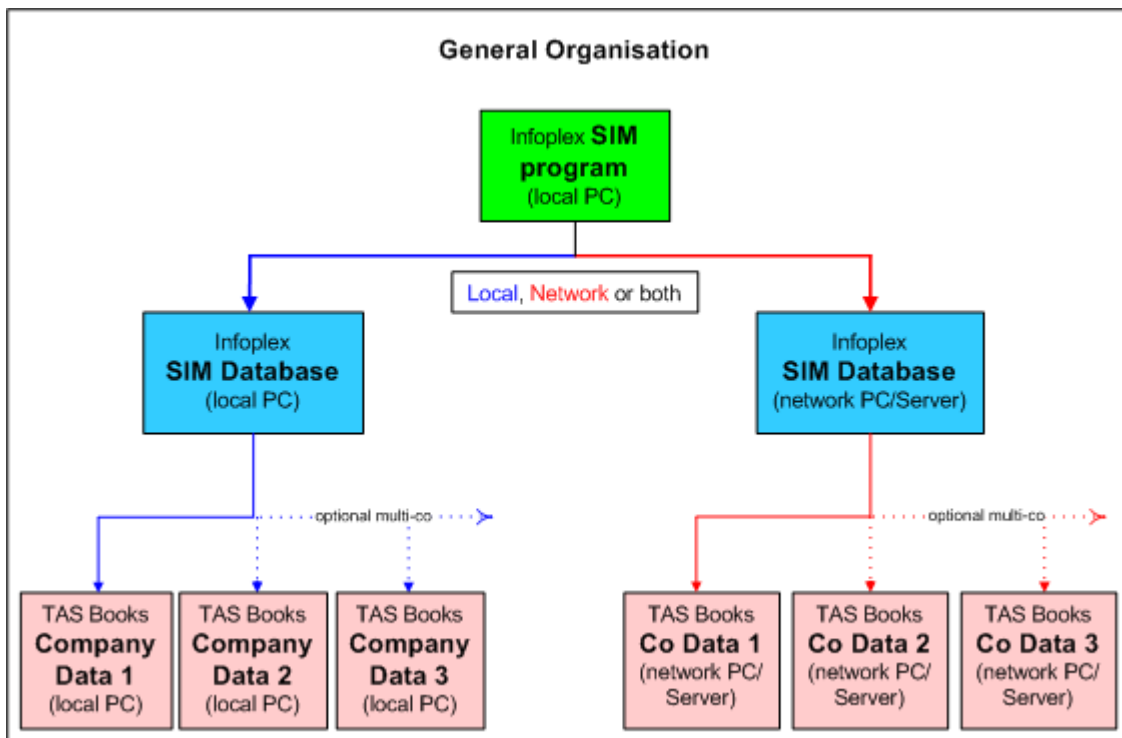 General Organisation
Infoplex SIM
program
(local PC)
Local, Network or both
Infoplex
SIM Database
(local PC)
Infoplex
SIM Database
(network PC/Server)
optional multi-co
optional multi-co
TAS Books
Company
Data 1
(local PC)
TAS Books
Company
Data 2
(local PC)
TAS Books
Company
Data 3
(local PC)
TAS Books
Co Data 1
(network PC/
Server)
TAS Books
Co Data 2
(network PC/
Server)
TAS Books
Co Data 3
(network PC/
Server)